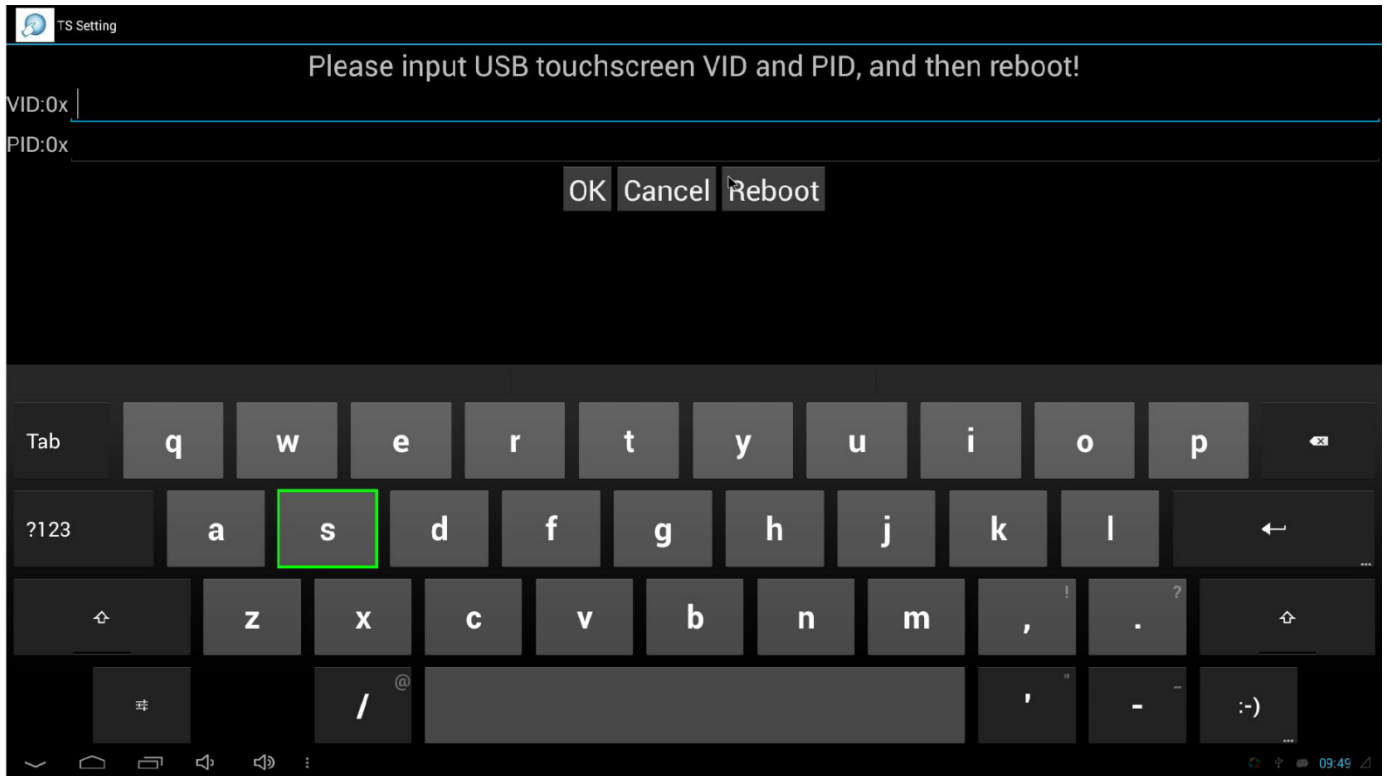 TS Setting
Please input USB touchscreen VID and PID, and then reboot!
VID:0x
PID:0x
OK Cancel Reboot
Tab q w e r t y u i o p
?123 a s d f g h j k l
...
! ?
z x c v b n m , .
@ " _
/ ' - :-)
...
09:49